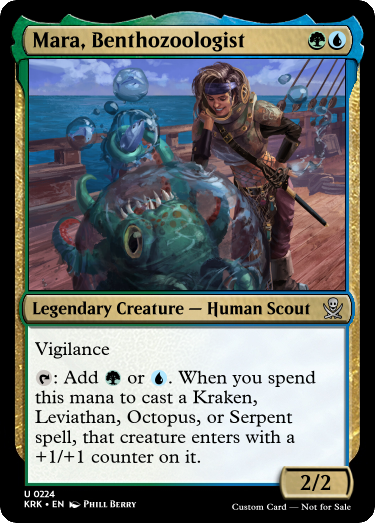 Mara, Benthozoologist
Legendary Creature — Human Scout
Vigilance
: Add or . When you spend
this mana to cast a Kraken,
Leviathan, Octopus, or Serpent
spell, that creature enters with a
+1/+1 counter on it.
2/2
U 0224
KRK • EN Phill Berry
Custom Card — Not for Sale